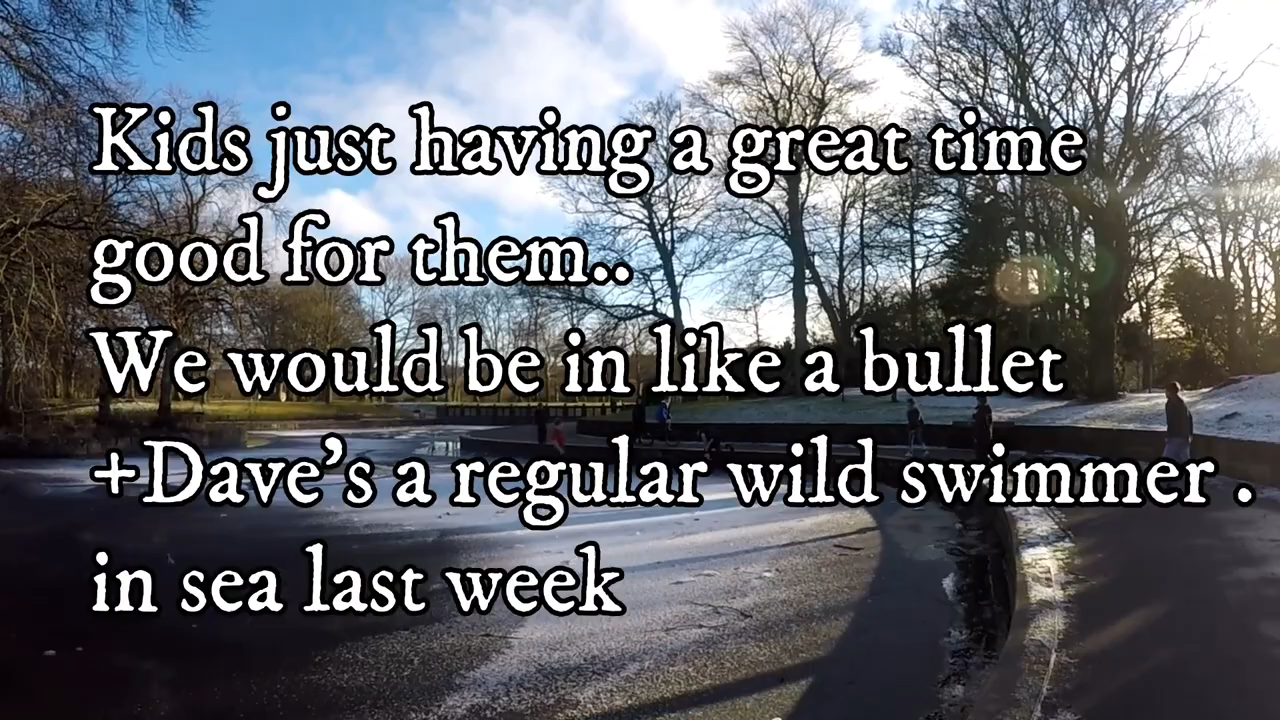 Kids just having a great time
good for them..
We would be in like a bullet
+Dave's a regular wild swimmer .
in sea last week